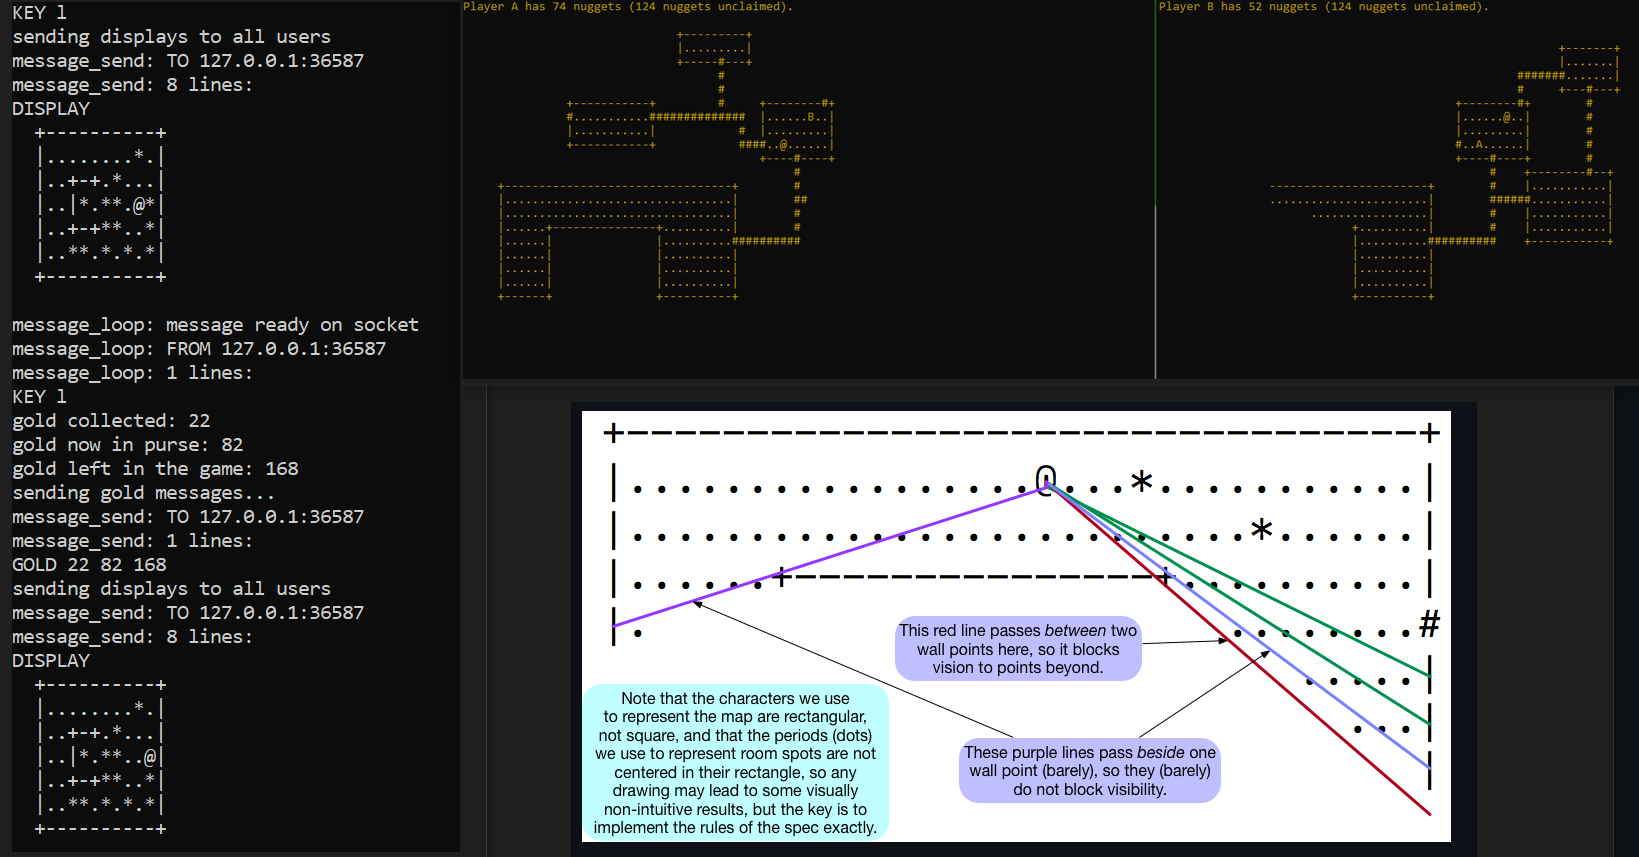 KEY l
sending displays to all users
message_send: TO 127.0.0.1:36587
message_send: 8 lines:
DISPLAY
+----------+
|........*.|
|..+-+.*...|
|..|*.**.@*|
|..+-+**..*|
|..**.*.*.*|
+----------+
message_loop: message ready on socket
message_loop: FROM 127.0.0.1:36587
message_loop: 1 lines:
KEY l
gold collected: 22
gold now in purse: 82
gold left in the game: 168
sending gold messages...
message_send: TO 127.0.0.1:36587
message_send: 1 lines:
GOLD 22 82 168
sending displays to all users
message_send: TO 127.0.0.1:36587
message_send: 8 lines:
DISPLAY
+----------+
|........*.|
|..+-+.*...|
|..|*.**..@|
|..+-+**..*|
|..**.*.*.*|
+----------+
Player A has 74 nuggets (124 nuggets unclaimed).
+---------+
|.........|
+-----#---+
#
#
+-----------+         #     +--------#+
#...........##############  |......B..|
|...........|            #  |.........|
+-----------+            ####..@......|
+----#----+
#
+---------------------------------+        #
|.................................|        ##
|.................................|        #
|......+---------------+..........|        #
|......|               |..........##########
|......|               |..........|
|......|               |..........|
|......|               |..........|
+------+               +----------+
Player B has 52 nuggets (124 nuggets unclaimed).
+-------+
|.......|
#######.......|
#     +---#---+
+--------#+        #
|......@..|        #
|.........|        #
#..A......|        #
+----#----+        #
#    +--------#--+
-----------------------+        #    |...........|
.......................|        ######...........|
.................|        #    |...........|
+..........|        #    |...........|
|..........##########    +-----------+
|..........|
|..........|
|..........|
+----------+
+---------------------------------+
|.................@...*...........|
|..........................*......|
|......+---------------+..........|
|.                        ........#
.....|
...|
|
This red line passes between two
wall points here, so it blocks
vision to points beyond.
Note that the characters we use
to represent the map are rectangular,
not square, and that the periods (dots)
we use to represent room spots are not
centered in their rectangle, so any
drawing may lead to some visually
non-intuitive results, but the key is to
implement the rules of the spec exactly.
These purple lines pass beside one
wall point (barely), so they (barely)
do not block visibility.